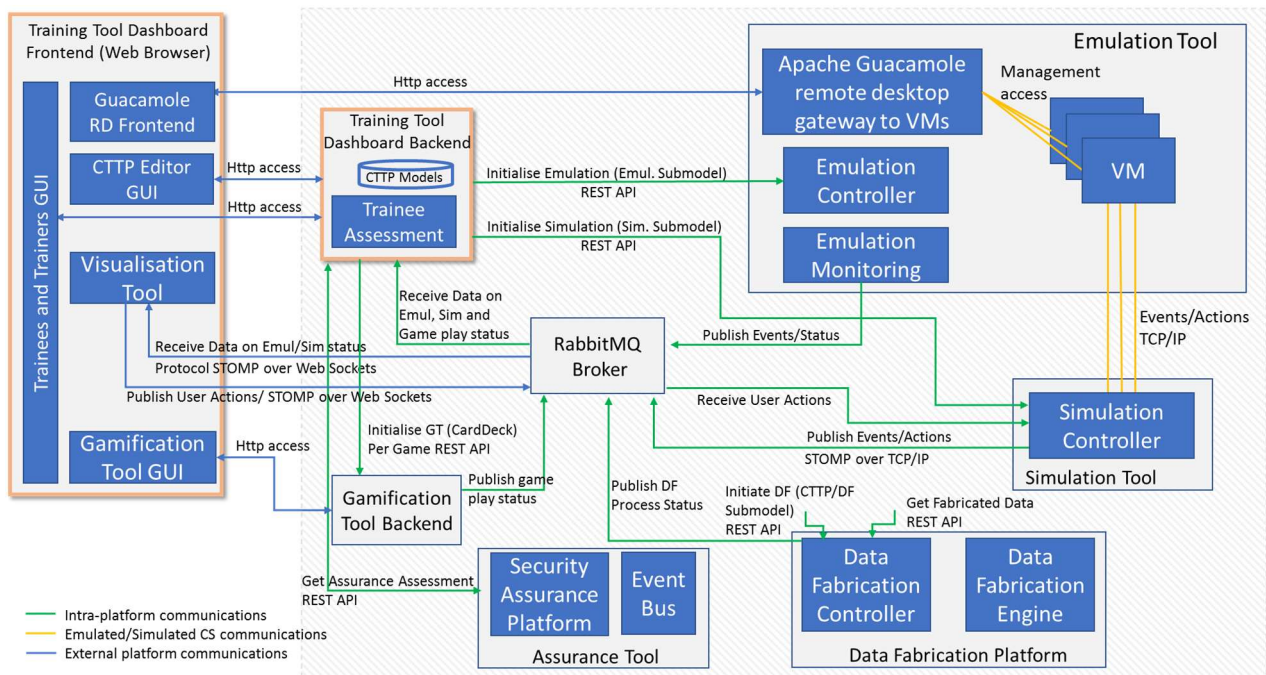 Training Tool Dashboard
Frontend (Web Browser)
Trainees and Trainers GUI
Guacamole
RD Frontend
CTTP Editor
GUI
Visualisation
Tool
Gamification
Tool GUI
Http access
Http access
Http access
Http access
Training Tool
Dashboard Backend
CTTP Models
Trainee
Assessment
Emulation Tool
Apache Guacamole
remote desktop
gateway to VMs
Management
access
VM
Emulation
Controller
Emulation
Monitoring
Initialise Emulation (Emul. Submodel)
REST API
Initialise Simulation (Sim. Submodel)
REST API
Receive Data on
Emul, Sim and
Game play status
RabbitMQ
Broker
Publish Events/Status
Events/Actions
TCP/IP
Receive Data on Emul/Sim status
Protocol STOMP over Web Sockets
Publish User Actions/ STOMP over Web Sockets
Receive User Actions
Publish Events/Actions
STOMP over TCP/IP
Simulation
Controller
Simulation Tool
Initialise GT (CardDeck)
Per Game REST API
Publish game
play status
Gamification
Tool Backend
Publish DF
Process Status
Initiate DF (CTTP/DF
Submodel)
REST API
Get Fabricated Data
REST API
Get Assurance Assessment
REST API
Security
Assurance
Platform
Event
Bus
Assurance Tool
Data
Fabrication
Controller
Data
Fabrication
Engine
Data Fabrication Platform
Intra-platform communications
Emulated/Simulated CS communications
External platform communications